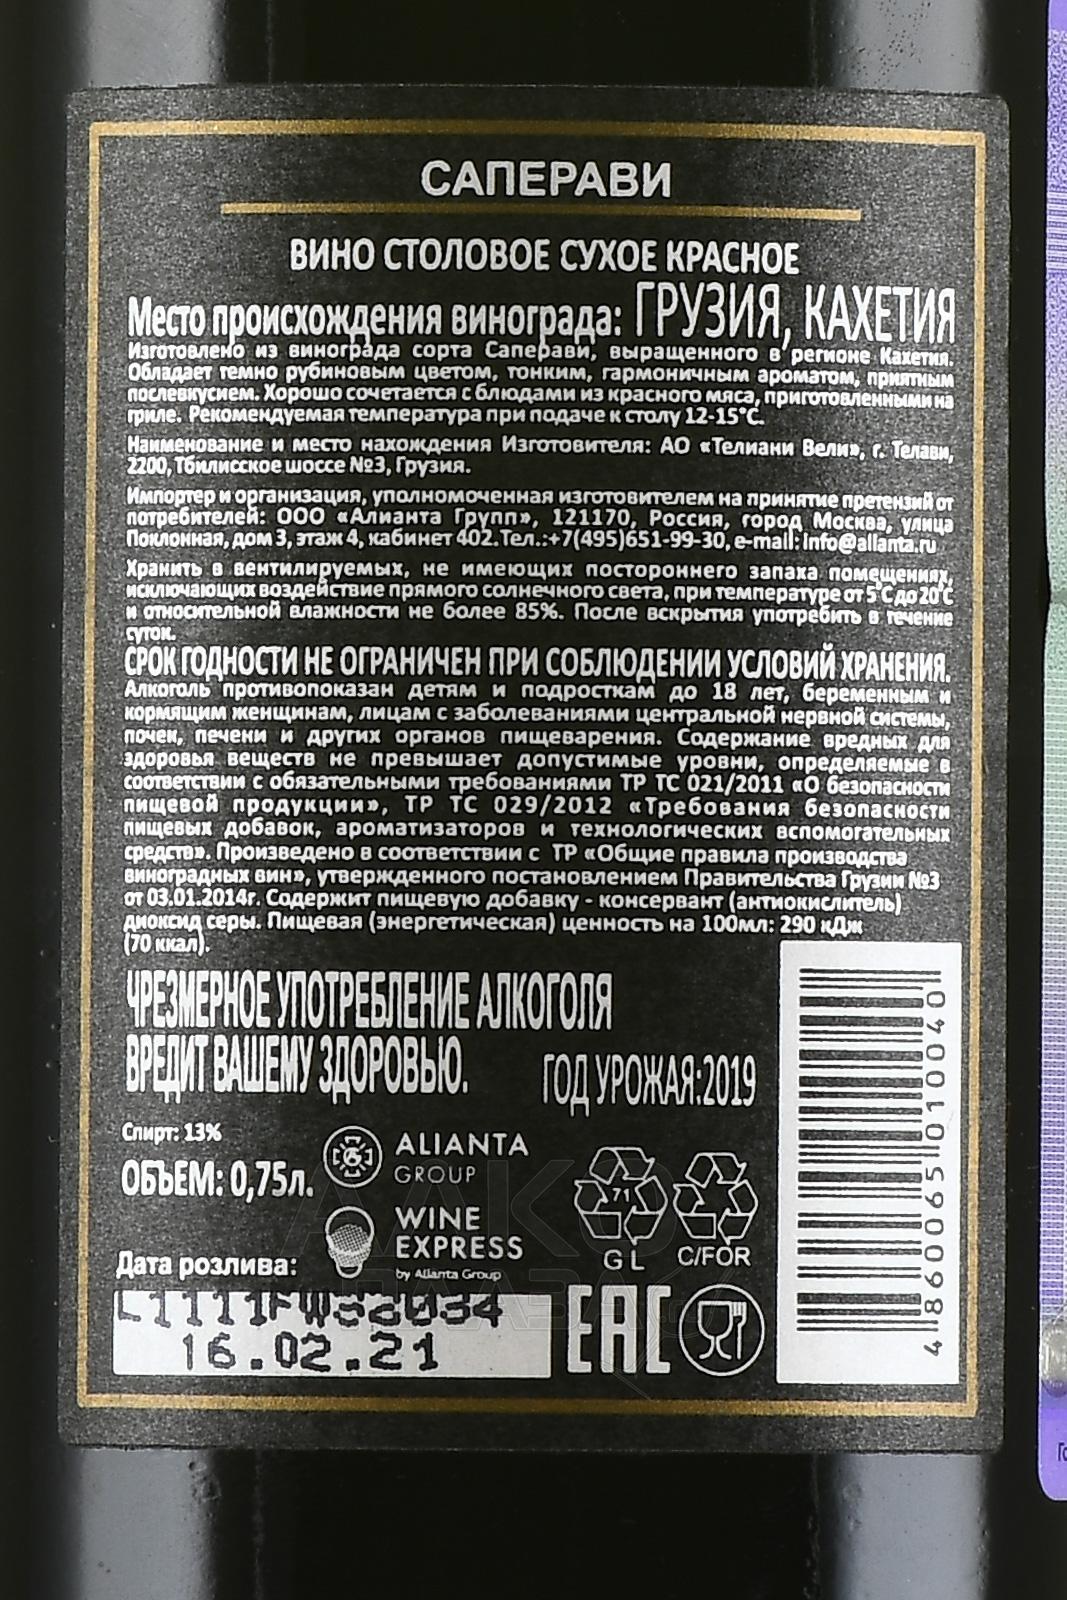 САПЕРАВИ
ВИНО СТОЛОВОЕ СУХОЕ КРАСНОЕ
Место происхождения винограда: ГРУЗИЯ, КАХЕТИЯ
Изготовлено из винограда сорта Саперави, выращенного в регионе Кахетия.
Обладает темно рубиновым цветом, тонким, гармоничным ароматом, приятным
послевкусием. Хорошо сочетается с блюдами из красного мяса, приготовленными на
гриле. Рекомендуемая температура при подаче к столу 12-15°С.
Наименование и место нахождения Изготовителя: АО «Телиани Вели», г. Телави,
2200, Тбилисское шоссе №3, Грузия.
Импортер и организация, уполномоченная изготовителем на принятие претензий от
потребителей: ООО «Алианта Групп», 121170, Россия, город Москва, улица
Поклонная, дом 3, этаж 4, кабинет 402. Тел.:+7(495)651-99-30, e-mail: info@alianta.ru
Хранить в вентилируемых, не имеющих постороннего запаха помещениях,
исключающих воздействие прямого солнечного света, при температуре от 5°С до 20°С
и относительной влажности не более 85%. После вскрытия употребить в течение
суток.
СРОК ГОДНОСТИ НЕ ОГРАНИЧЕН ПРИ СОБЛЮДЕНИИ УСЛОВИЙ ХРАНЕНИЯ.
Алкоголь противопоказан детям и подросткам до 18 лет, беременным и
кормящим женщинам, лицам с заболеваниями центральной нервной системы,
почек, печени и других органов пищеварения. Содержание вредных для
здоровья веществ не превышает допустимые уровни, определяемые в
соответствии с обязательными требованиями ТР ТС 021/2011 «О безопасности
пищевой продукции», ТР ТС 029/2012 «Требования безопасности
пищевых добавок, ароматизаторов и технологических вспомогательных
средств». Произведено в соответствии с ТР «Общие правила производства
виноградных вин», утвержденного постановлением Правительства Грузии №3
от 03.01.2014г. Содержит пищевую добавку - консервант (антиокислитель)
диоксид серы. Пищевая (энергетическая) ценность на 100мл: 290 кДж
(70 ккал).
ЧРЕЗМЕРНОЕ УПОТРЕБЛЕНИЕ АЛКОГОЛЯ
ВРЕДИТ ВАШЕМУ ЗДОРОВЬЮ.
ГОД УРОЖАЯ:2019
Спирт: 13%
ОБЪЕМ: 0,75л.
ALIANTA
GROUP
WINE
EXPRESS
by Alianta Group
71
GL
C/FOR
Дата розлива:
16.02.21
EAC
4860065010040